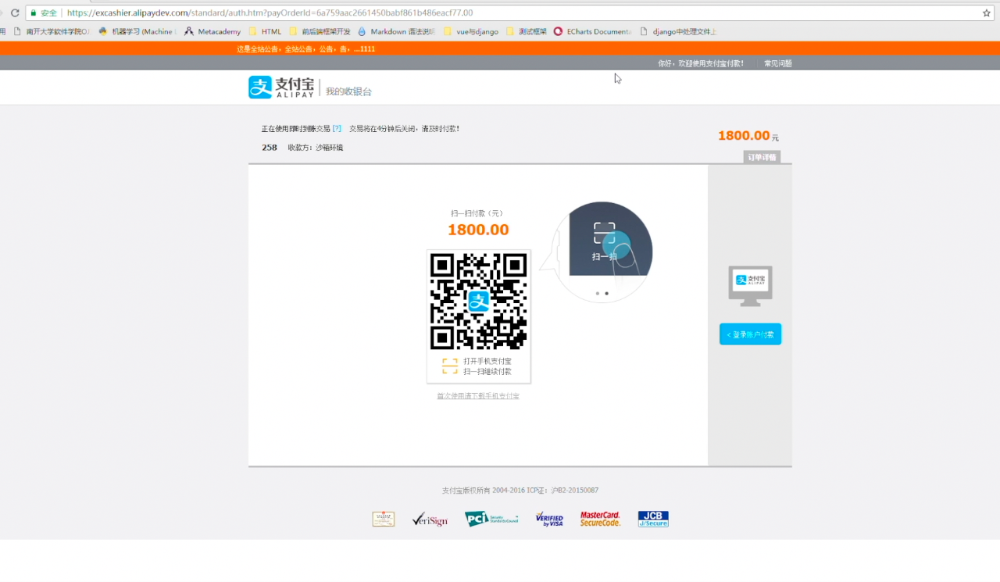 安全 https://excashier.alipaydev.com/standard/auth.htm?payOrderId=6a759aac2661450babf861b486eacf77.00
用 南开大学软件学院OJ 机器学习 (Machine L Metacademy HTML 前后端框架开发 Markdown 语法说明 vue与django 测试框架 ECharts Documenta django中处理文件上
这是全站公告,全站公告,公告,告,...1111
你好,欢迎使用支付宝付款! 常见问题
支付宝 ALIPAY 我的收银台
正在使用即时到账交易 [?] 交易将在4分钟后关闭,请及时付款!
1800.00 元
258 收款方:沙箱环境
订单详情
扫一扫付款(元)
1800.00
扫一扫
支付宝 ALIPAY
< 登录账户付款
打开手机支付宝
扫一扫继续付款
首次使用请下载手机支付宝
支付宝版权所有 2004-2016 ICP证:沪B2-20150087
VeriSign PCI Security Standards Council VERIFIED by VISA MasterCard. SecureCode. JCB J/Secure